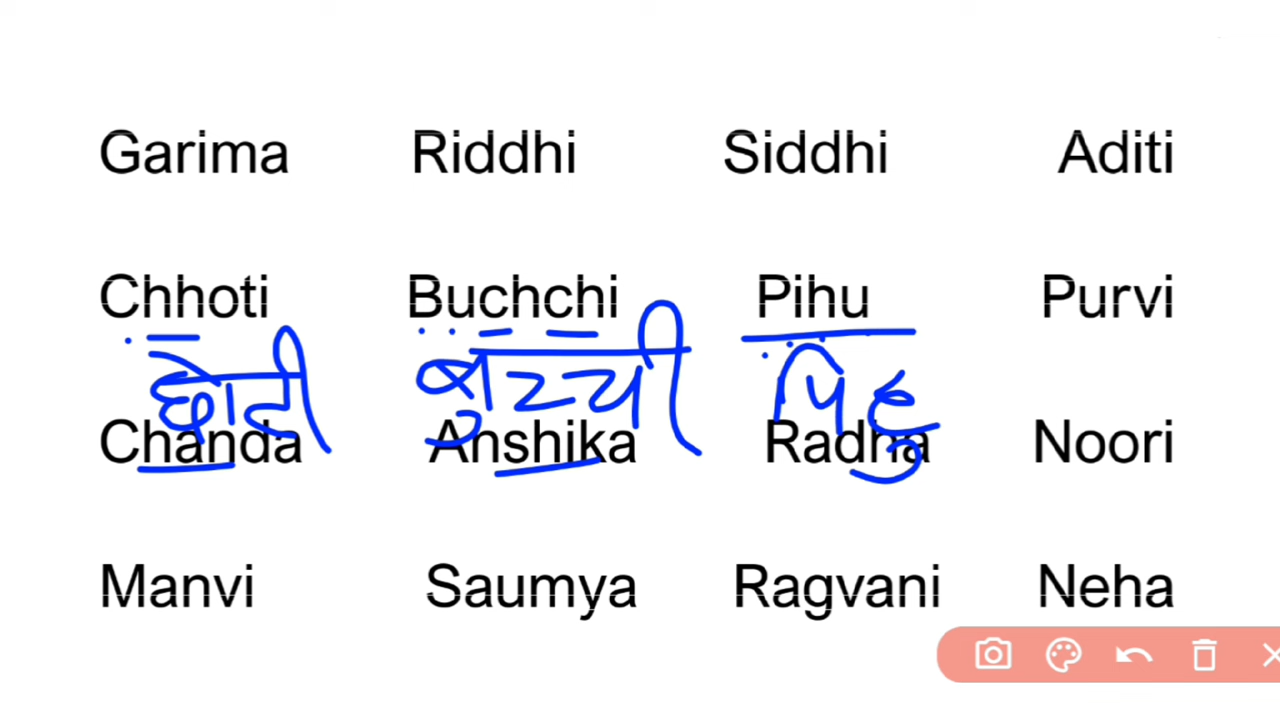 Garima Riddhi Siddhi Aditi
Chhoti Buchchi Pihu Purvi
छोटी बुच्ची पिहु
Chanda Anshika Radha Noori
Manvi Saumya Ragvani Neha